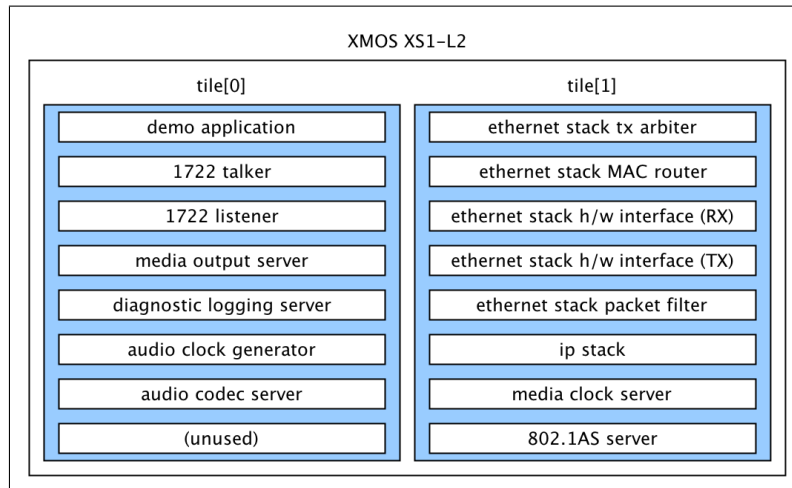 XMOS XS1-L2
tile[0]
demo application
1722 talker
1722 listener
media output server
diagnostic logging server
audio clock generator
audio codec server
(unused)
tile[1]
ethernet stack tx arbiter
ethernet stack MAC router
ethernet stack h/w interface (RX)
ethernet stack h/w interface (TX)
ethernet stack packet filter
ip stack
media clock server
802.1AS server